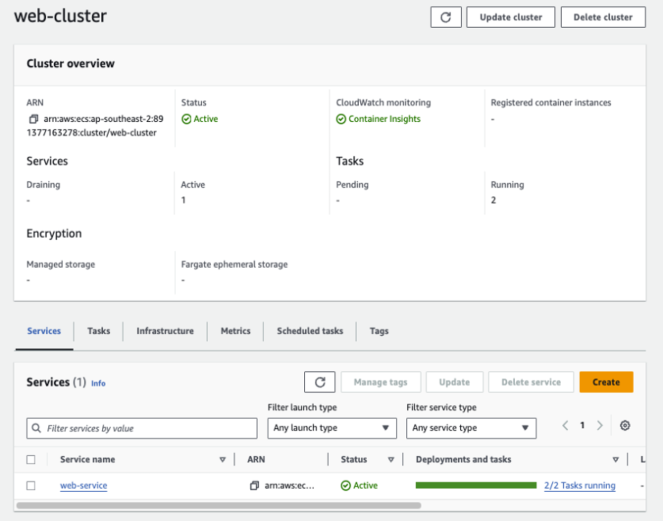 web-cluster
Update cluster
Delete cluster
Cluster overview
ARN
Status
CloudWatch monitoring
Registered container instances
arn:aws:ecs:ap-southeast-2:89
1377163278:cluster/web-cluster
Active
Container Insights
-
Services
Tasks
Draining
Active
Pending
Running
-
1
-
2
Encryption
Managed storage
Fargate ephemeral storage
-
-
Services
Tasks
Infrastructure
Metrics
Scheduled tasks
Tags
Services (1) Info
Manage tags
Update
Delete service
Create
Filter launch type
Filter service type
Filter services by value
Any launch type
Any service type
1
Service name
ARN
Status
Deployments and tasks
L
web-service
arn:aws:ec...
Active
2/2 Tasks running
-